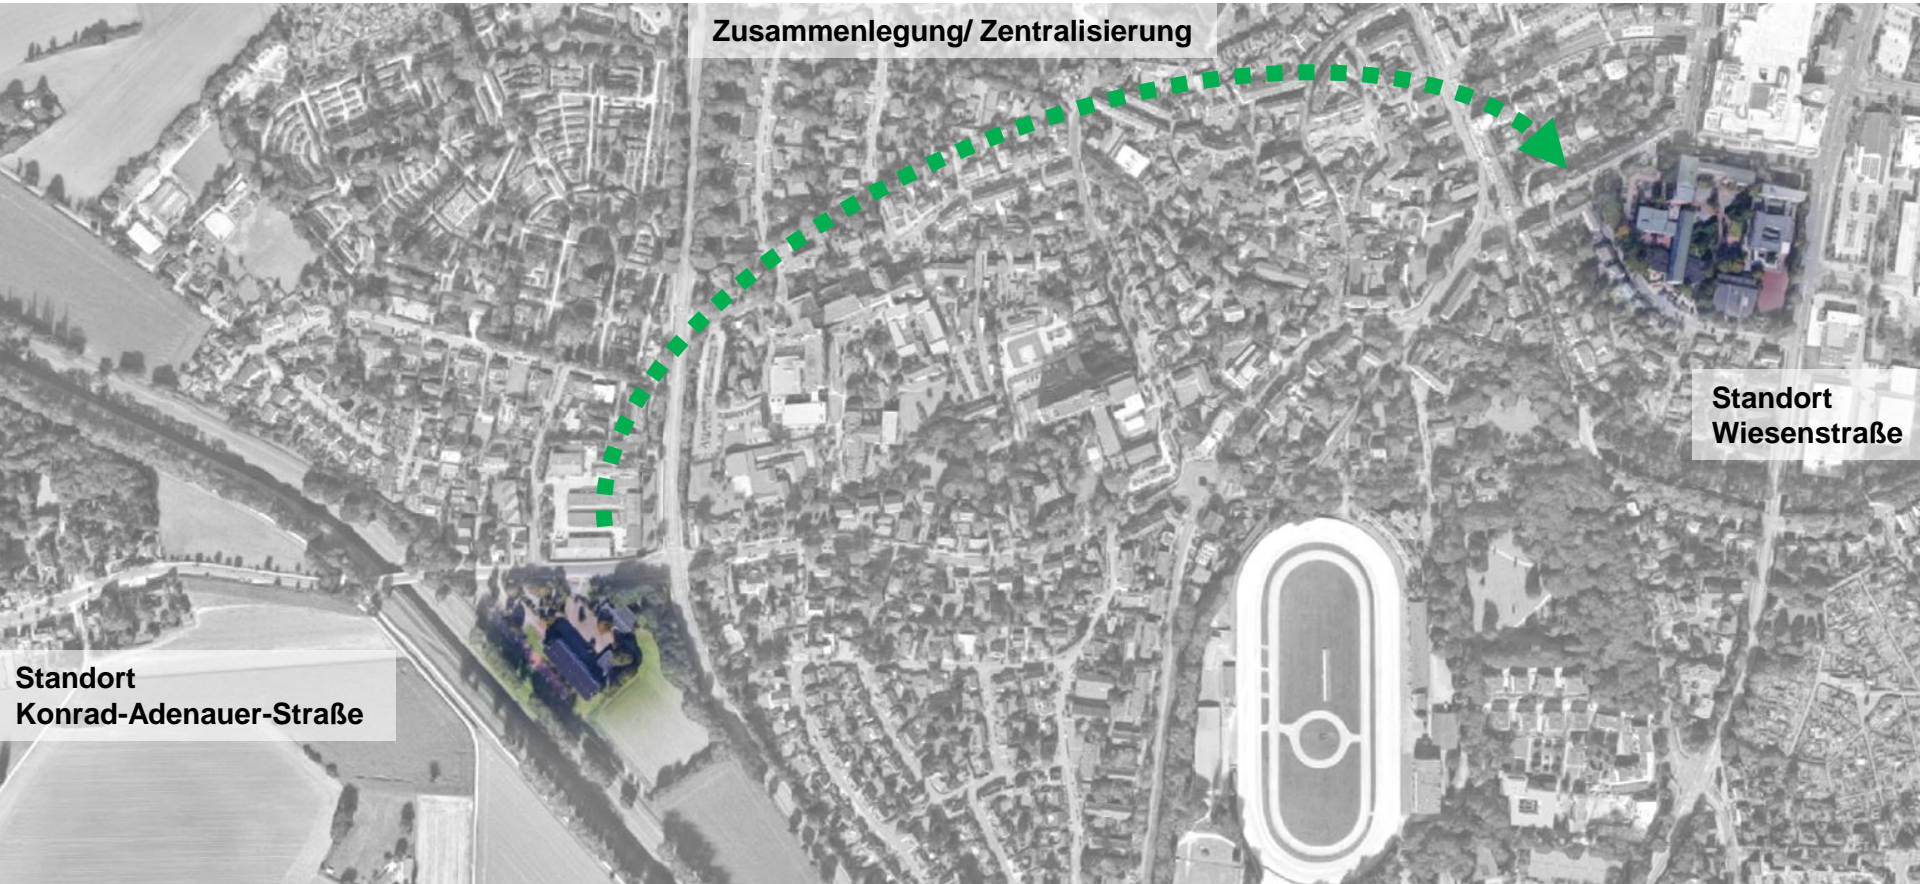 Zusammenlegung/ Zentralisierung
Standort
Wiesenstraße
Standort
Konrad-Adenauer-Straße